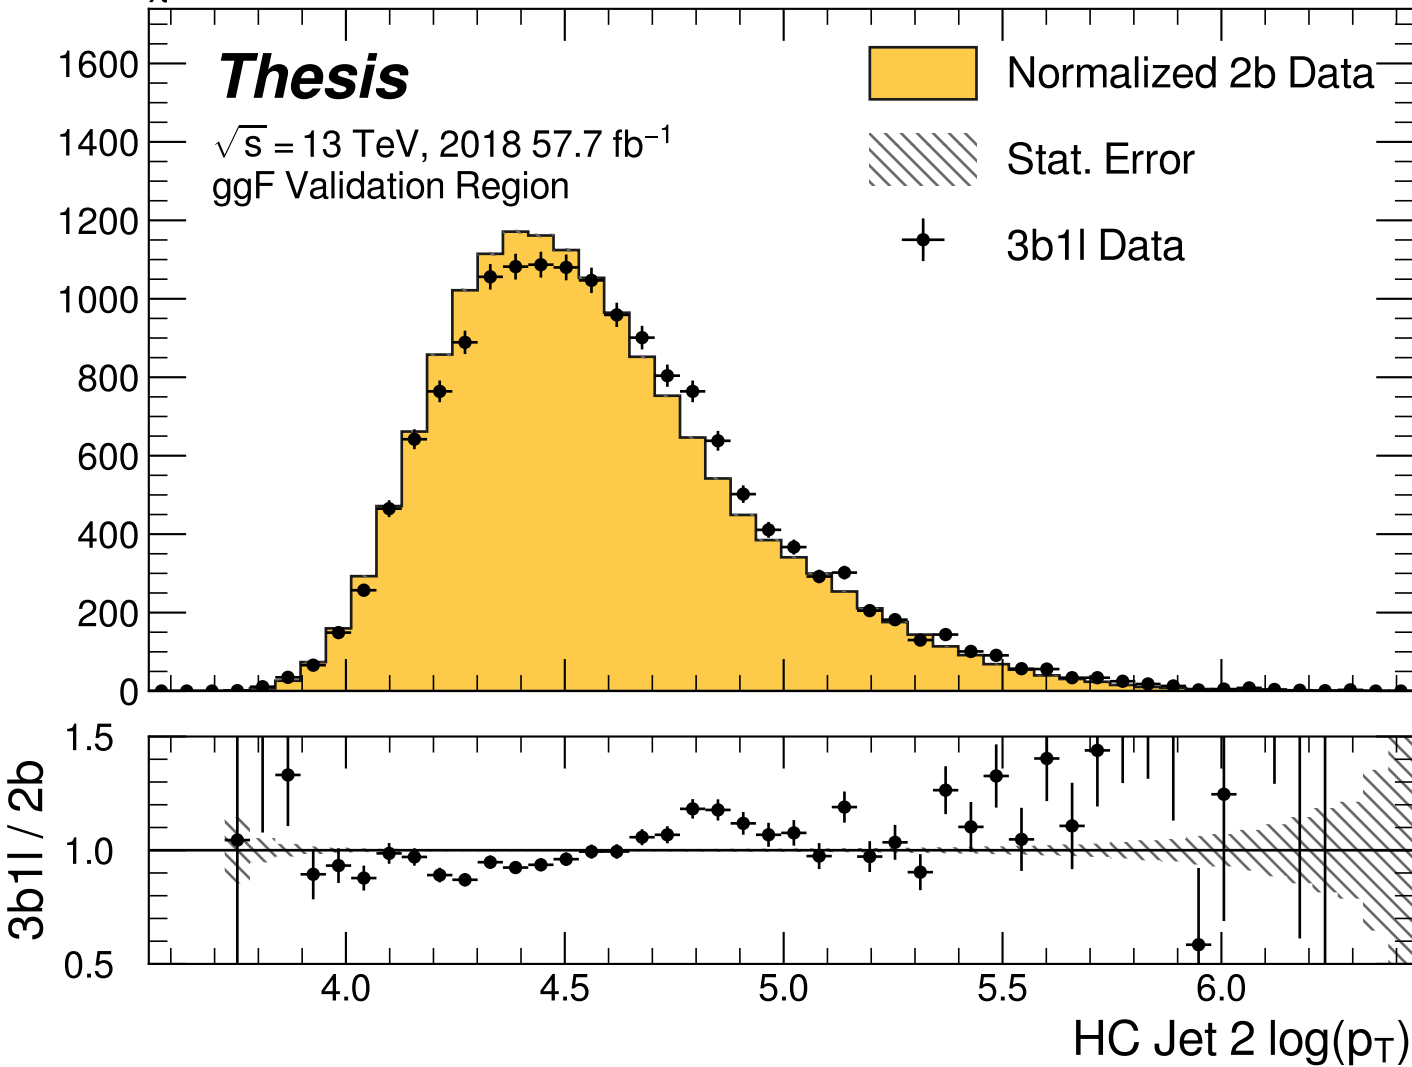 1600
1400
1200
1000
800
600
400
200
0
Thesis
√s = 13 TeV, 2018 57.7 fb⁻¹
ggF Validation Region
Normalized 2b Data
Stat. Error
3b1l Data
3b1l / 2b
1.5
1.0
0.5
4.0 4.5 5.0 5.5 6.0
HC Jet 2 log(p_T)